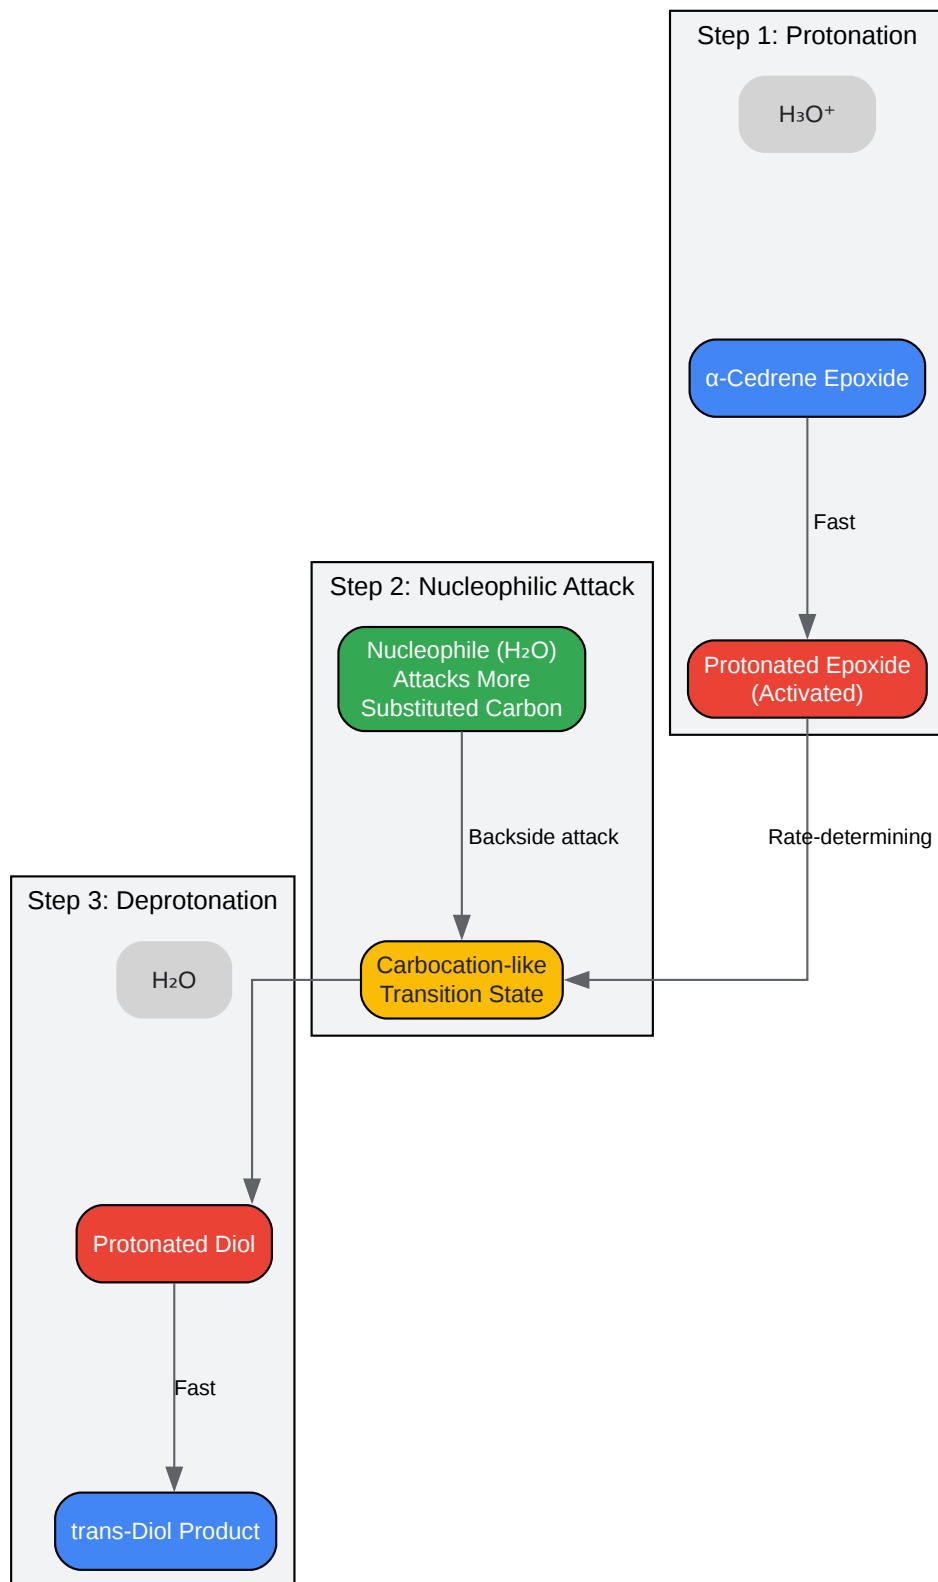 Step 1: Protonation
H₃O⁺
α-Cedrene Epoxide
Fast
Protonated Epoxide
(Activated)
Step 2: Nucleophilic Attack
Nucleophile (H₂O)
Attacks More
Substituted Carbon
Backside attack
Rate-determining
Carbocation-like
Transition State
Step 3: Deprotonation
H₂O
Protonated Diol
Fast
trans-Diol Product